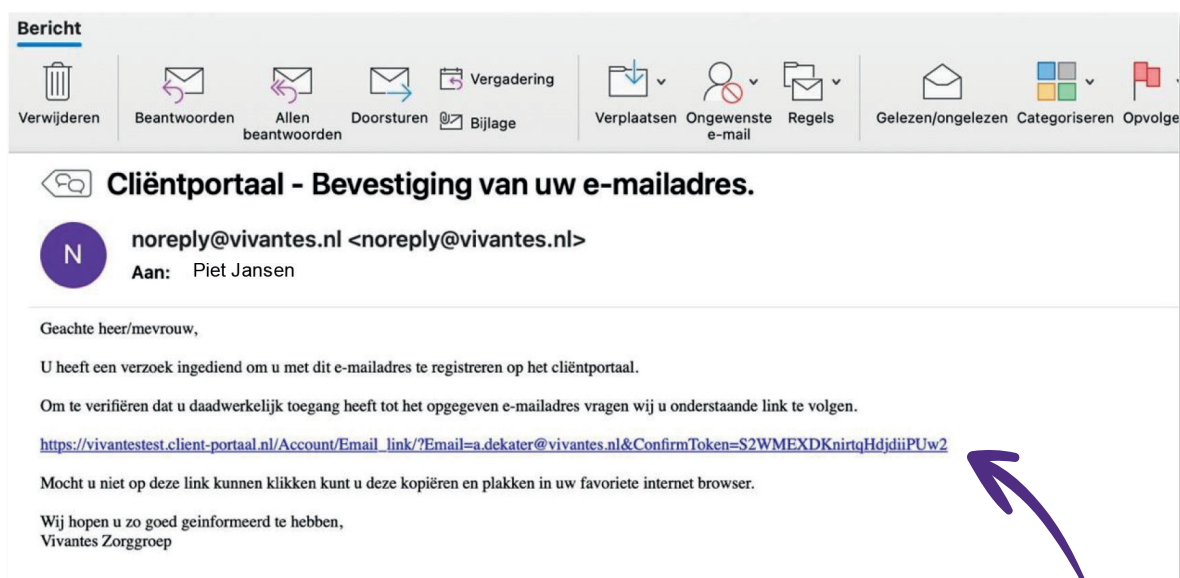 Bericht
Verwijderen
Beantwoorden
Allen
beantwoorden
Doorsturen
Vergadering
Bijlage
Verplaatsen
Ongewenste
e-mail
Regels
Gelezen/ongelezen
Categoriseren
Opvolge
Cliëntportaal - Bevestiging van uw e-mailadres.
N
noreply@vivantes.nl <noreply@vivantes.nl>
Aan: Piet Jansen
Geachte heer/mevrouw,
U heeft een verzoek ingediend om u met dit e-mailadres te registreren op het cliëntportaal.
Om te verifiëren dat u daadwerkelijk toegang heeft tot het opgegeven e-mailadres vragen wij u onderstaande link te volgen.
https://vivantestest.client-portaal.nl/Account/Email_link/?Email=a.dekater@vivantes.nl&ConfirmToken=S2WMEXDKnirtqHdjdiiPUw2
Mocht u niet op deze link kunnen klikken kunt u deze kopiëren en plakken in uw favoriete internet browser.
Wij hopen u zo goed geinformeerd te hebben,
Vivantes Zorggroep